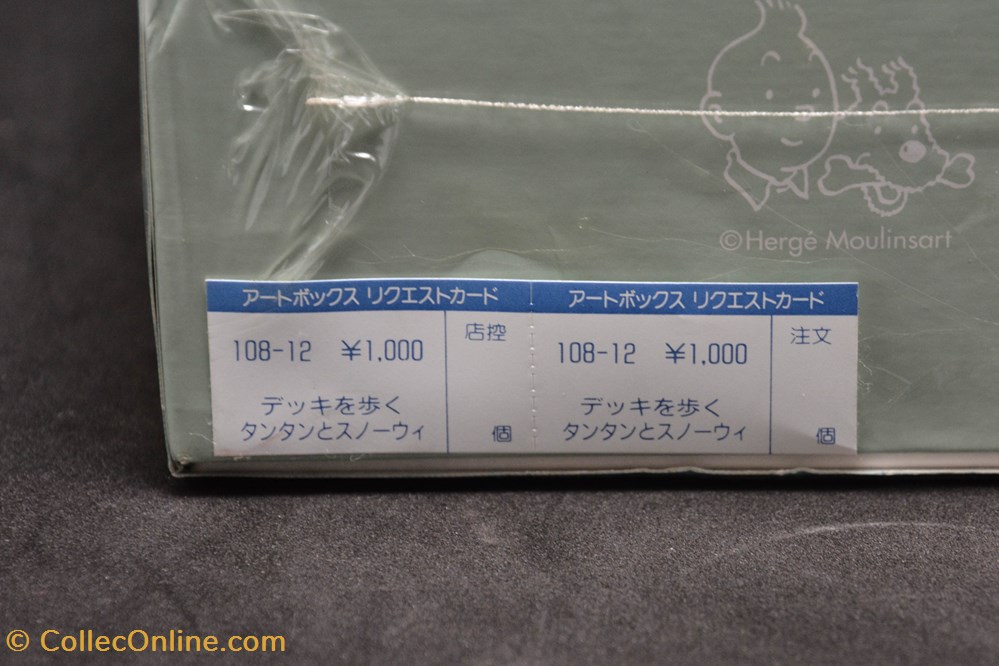 ©Hergé Moulinsart
アートボックス リクエストカード
108-12 ¥1,000
店控
デッキを歩く
タンタンとスノーウィ
個
アートボックス リクエストカード
108-12 ¥1,000
注文
デッキを歩く
タンタンとスノーウィ
個
© CollecOnline.com